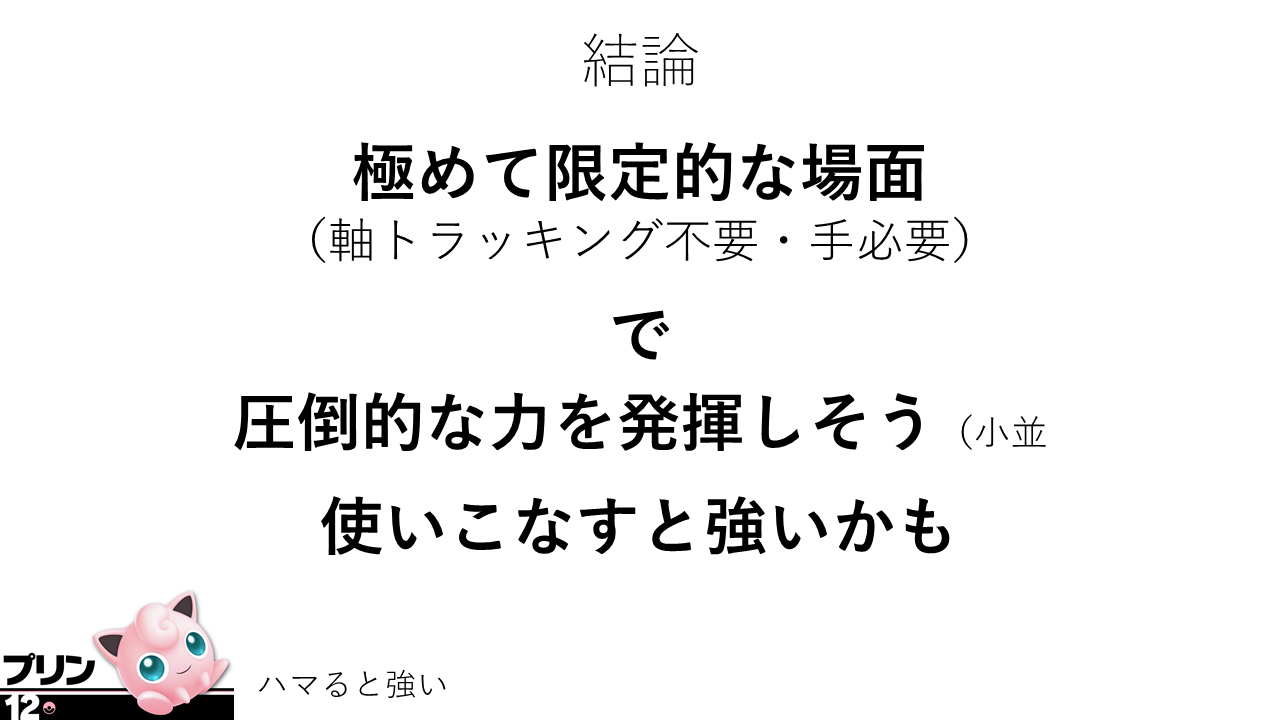 結論
極めて限定的な場面
（軸トラッキング不要・手必要）
で
圧倒的な力を発揮しそう（小並
使いこなすと強いかも
プリン
12
ハマると強い